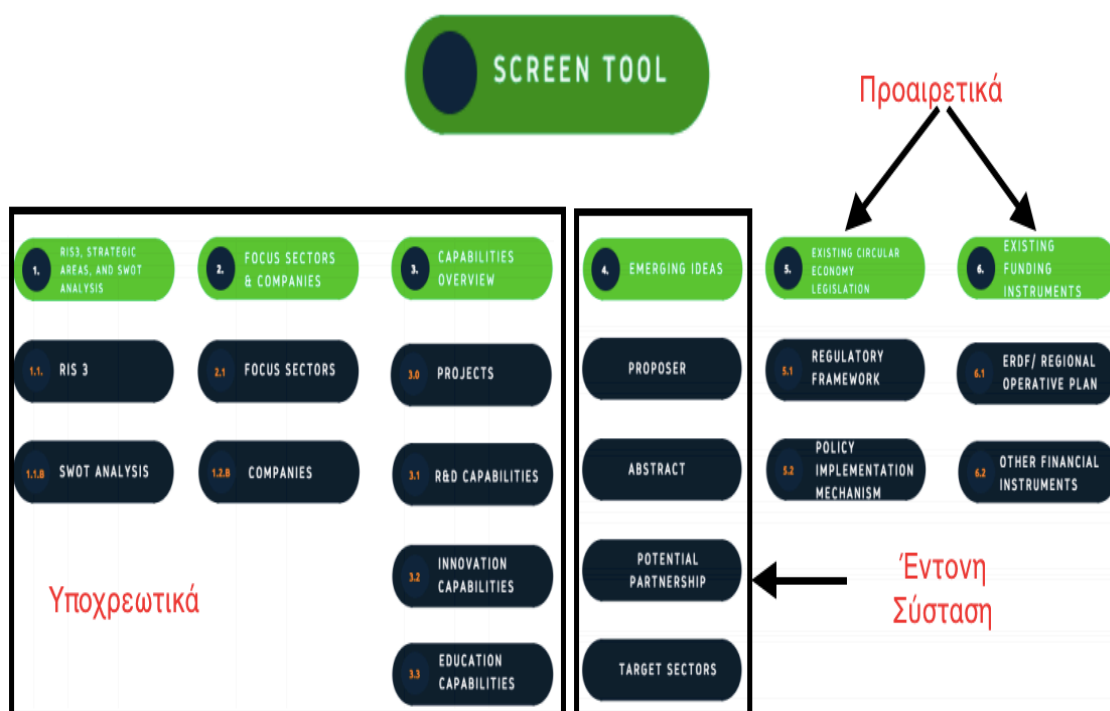 SCREEN TOOL
Προαιρετικά
1.
RIS3, STRATEGIC
AREAS, AND SWOT
ANALYSIS
2.
FOCUS SECTORS
& COMPANIES
3.
CAPABILITIES
OVERVIEW
4.
EMERGING IDEAS
5.
EXISTING CIRCULAR
ECONOMY
LEGISLATION
6.
EXISTING
FUNDING
INSTRUMENTS
1.1.
RIS 3
2.1
FOCUS SECTORS
3.0
PROJECTS
PROPOSER
5.1
REGULATORY
FRAMEWORK
6.1
ERDF/ REGIONAL
OPERATIVE PLAN
1.1.B
SWOT ANALYSIS
1.2.B
COMPANIES
3.1
R&D CAPABILITIES
ABSTRACT
5.2
POLICY
IMPLEMENTATION
MECHANISM
6.2
OTHER FINANCIAL
INSTRUMENTS
Υποχρεωτικά
3.2
INNOVATION
CAPABILITIES
POTENTIAL
PARTNERSHIP
Έντονη
Σύσταση
3.3
EDUCATION
CAPABILITIES
TARGET SECTORS